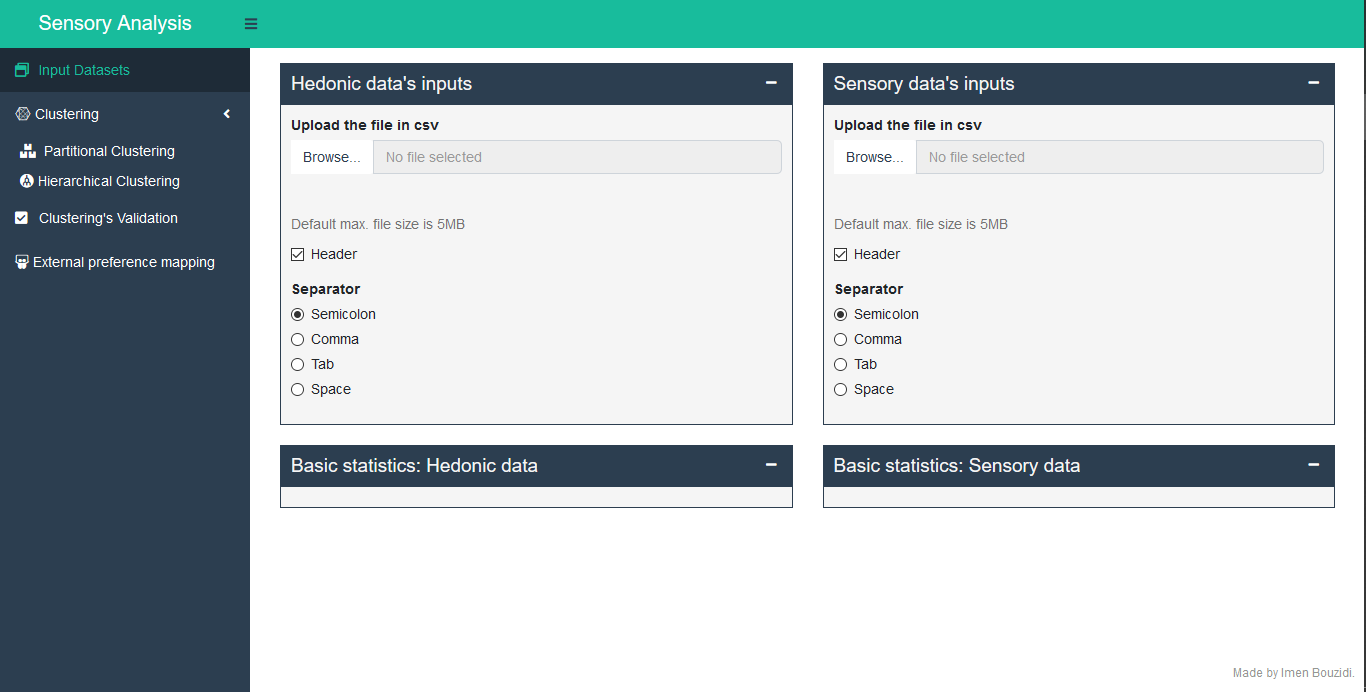 Sensory Analysis
Input Datasets
Clustering
Partitional Clustering
Hierarchical Clustering
Clustering's Validation
External preference mapping
Hedonic data's inputs
Upload the file in csv
Browse... No file selected
Default max. file size is 5MB
Header
Separator
Semicolon
Comma
Tab
Space
Sensory data's inputs
Upload the file in csv
Browse... No file selected
Default max. file size is 5MB
Header
Separator
Semicolon
Comma
Tab
Space
Basic statistics: Hedonic data
Basic statistics: Sensory data
Made by Imen Bouzidi.